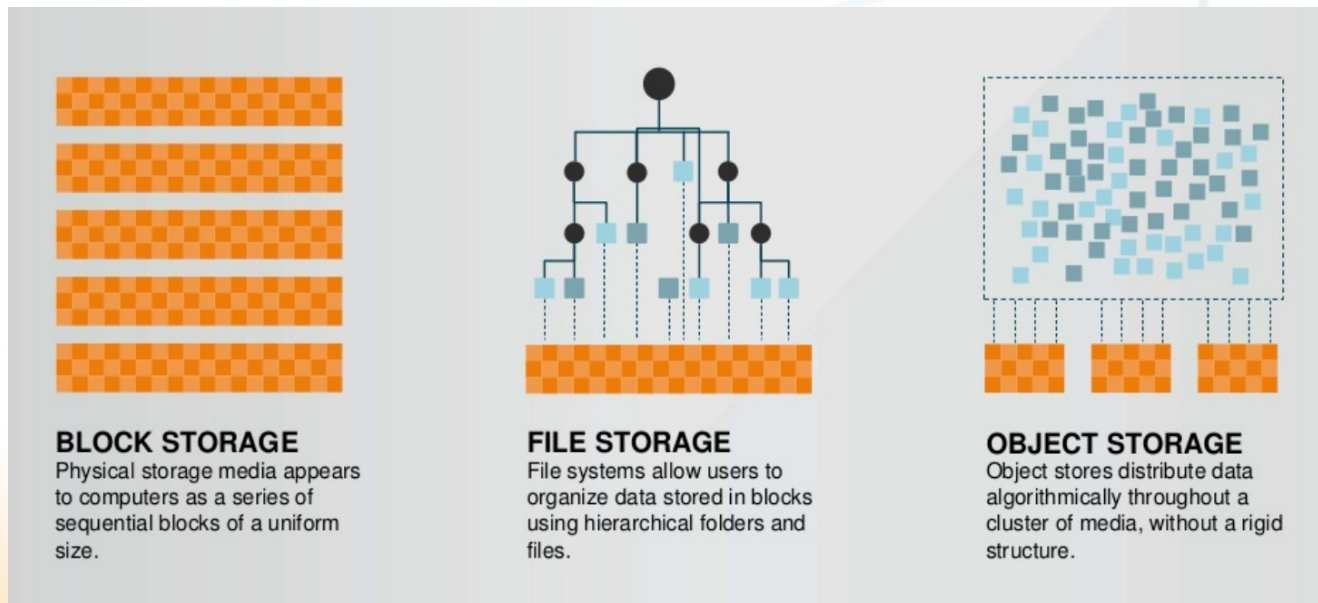 BLOCK STORAGE
Physical storage media appears
to computers as a series of
sequential blocks of a uniform
size.
FILE STORAGE
File systems allow users to
organize data stored in blocks
using hierarchical folders and
files.
OBJECT STORAGE
Object stores distribute data
algorithmically throughout a
cluster of media, without a rigid
structure.